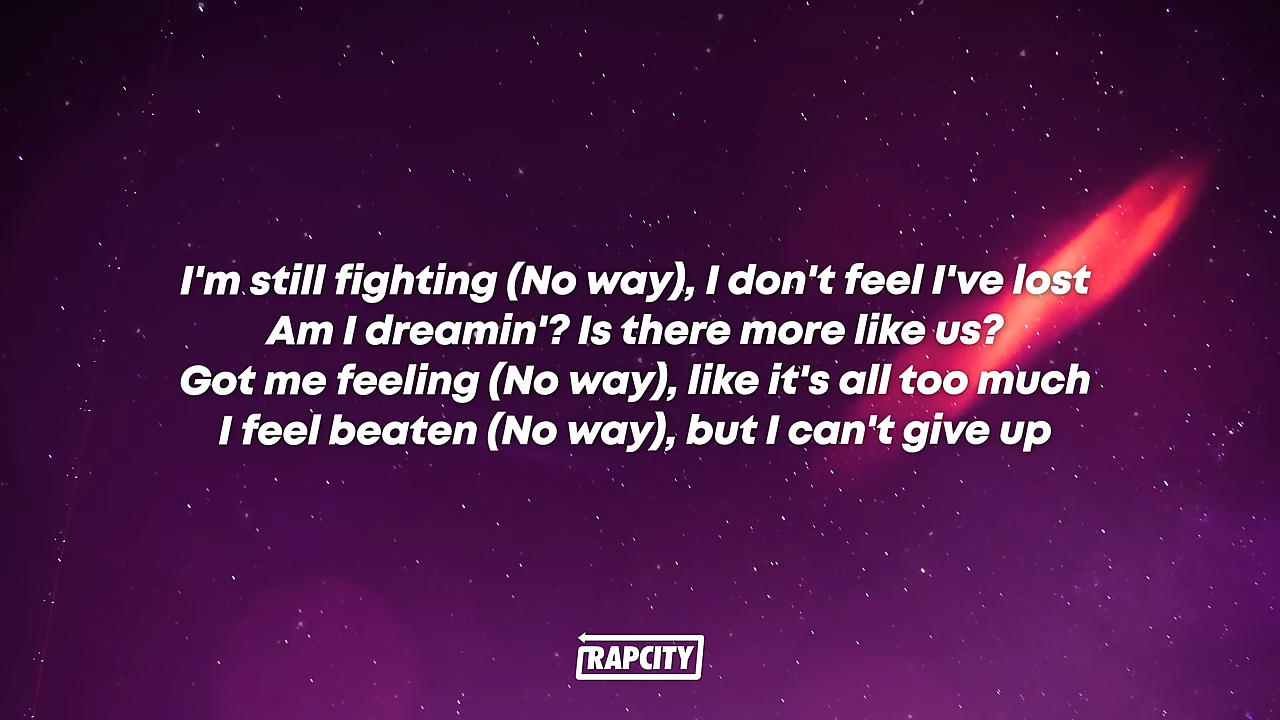 I'm still fighting (No way), I don't feel I've lost
Am I dreamin'? Is there more like us?
Got me feeling (No way), like it's all too much
I feel beaten (No way), but I can't give up
RAPCITY